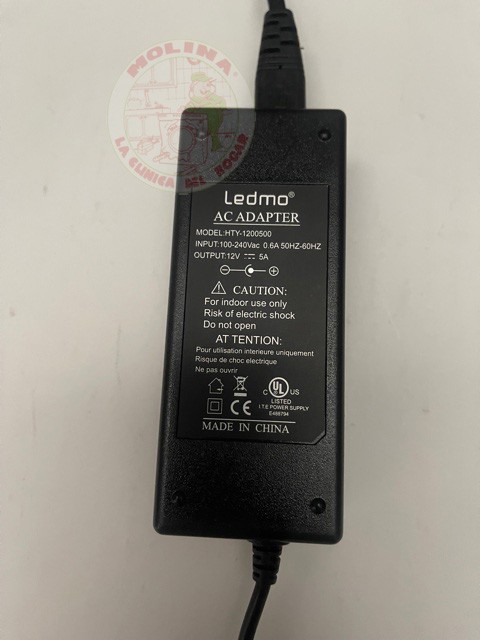 MOLINA
LA CLINICA DEL HOGAR
Ledmo®
AC ADAPTER
MODEL:HTY-1200500
INPUT:100-240Vac 0.6A 50HZ-60HZ
OUTPUT:12V ⎓ 5A
CAUTION:
For indoor use only
Risk of electric shock
Do not open
AT TENTION:
Pour utilisation interieure uniquement
Risque de choc electrique
Ne pas ouvrir
C UL US
LISTED
I.T.E POWER SUPPLY
E498794
CE
MADE IN CHINA